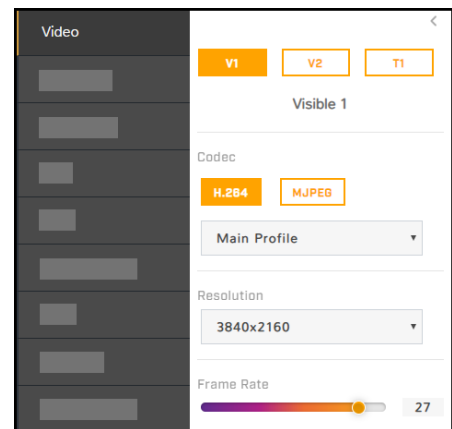 Video
V1 V2 T1
Visible 1
Codec
H.264 MJPEG
Main Profile
Resolution
3840x2160
Frame Rate
27